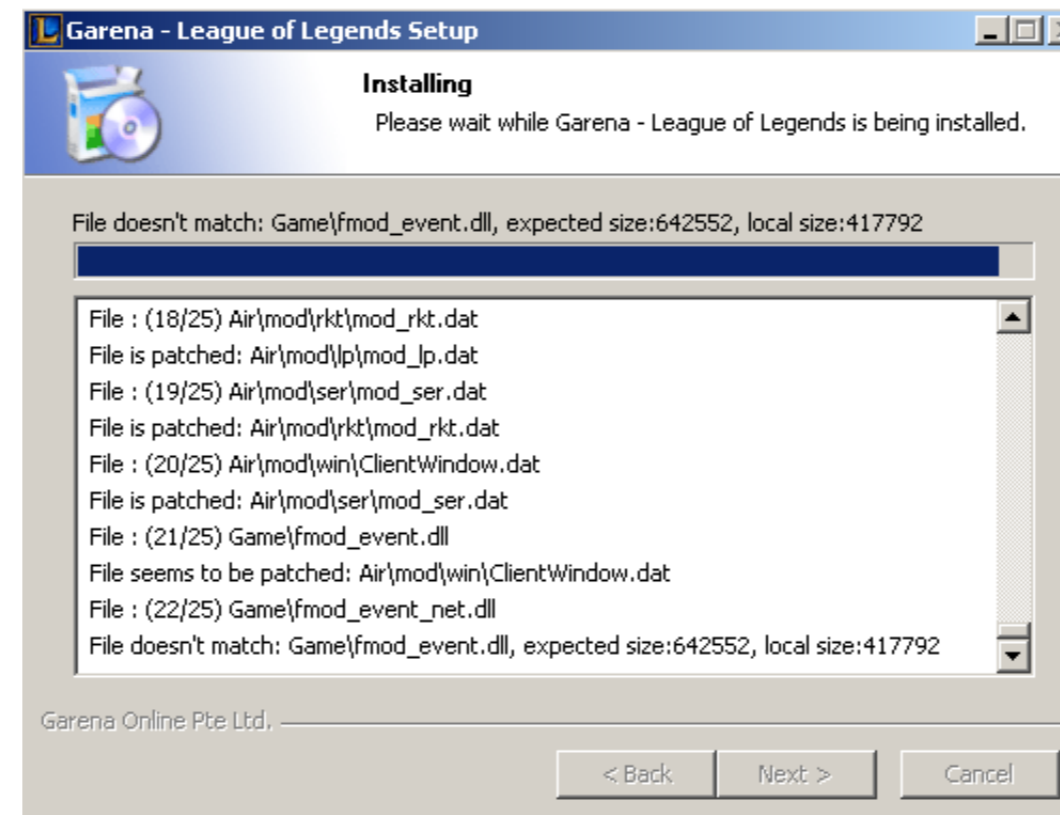 Garena - League of Legends Setup
Installing
Please wait while Garena - League of Legends is being installed.
File doesn't match: Game\fmod_event.dll, expected size:642552, local size:417792
File : (18/25) Air\mod\rkt\mod_rkt.dat
File is patched: Air\mod\lp\mod_lp.dat
File : (19/25) Air\mod\ser\mod_ser.dat
File is patched: Air\mod\rkt\mod_rkt.dat
File : (20/25) Air\mod\win\ClientWindow.dat
File is patched: Air\mod\ser\mod_ser.dat
File : (21/25) Game\fmod_event.dll
File seems to be patched: Air\mod\win\ClientWindow.dat
File : (22/25) Game\fmod_event_net.dll
File doesn't match: Game\fmod_event.dll, expected size:642552, local size:417792
Garena Online Pte Ltd.
< Back
Next >
Cancel